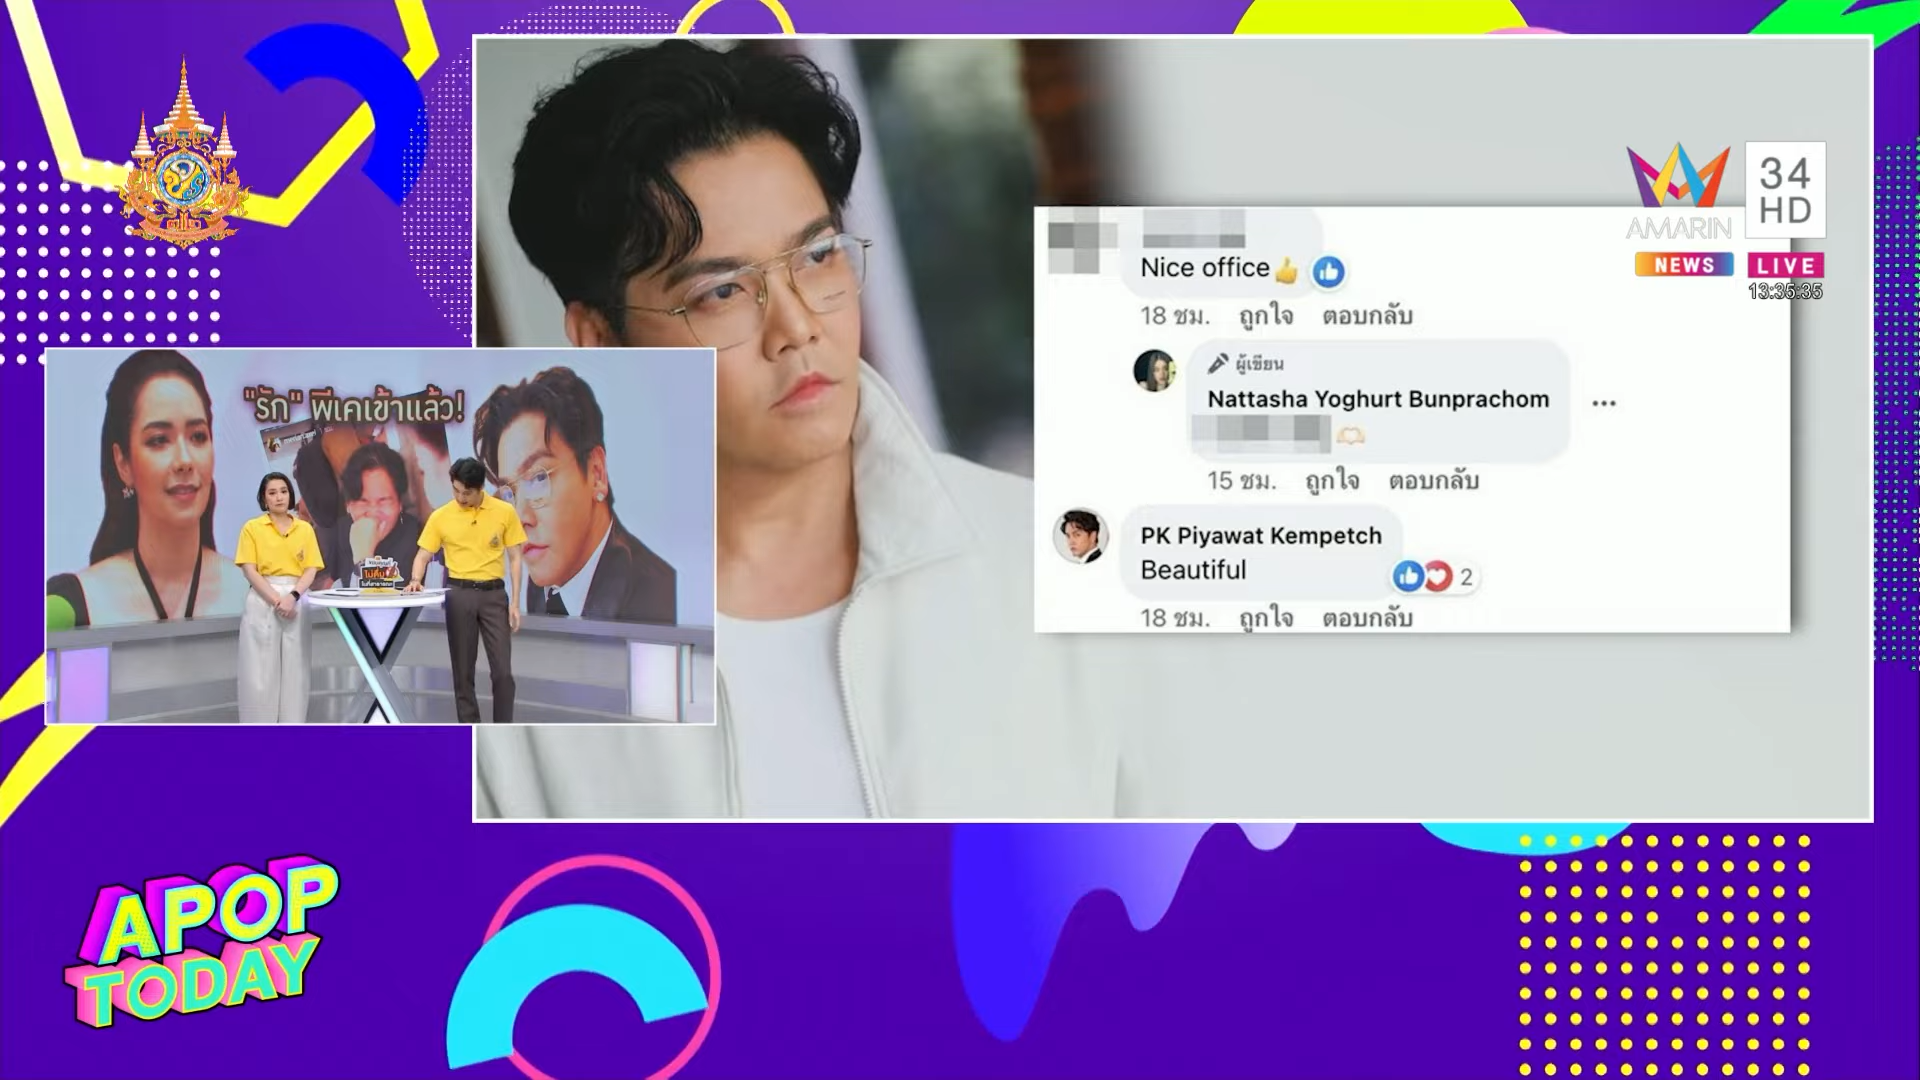 AMARIN
34
HD
NEWS
LIVE
13:35:35
Nice office👍
18 ชม. ถูกใจ ตอบกลับ
ผู้เขียน
Nattasha Yoghurt Bunprachom
15 ชม. ถูกใจ ตอบกลับ
PK Piyawat Kempetch
Beautiful
2
18 ชม. ถูกใจ ตอบกลับ
"รัก" พีเคเข้าแล้ว!
APOP
TODAY